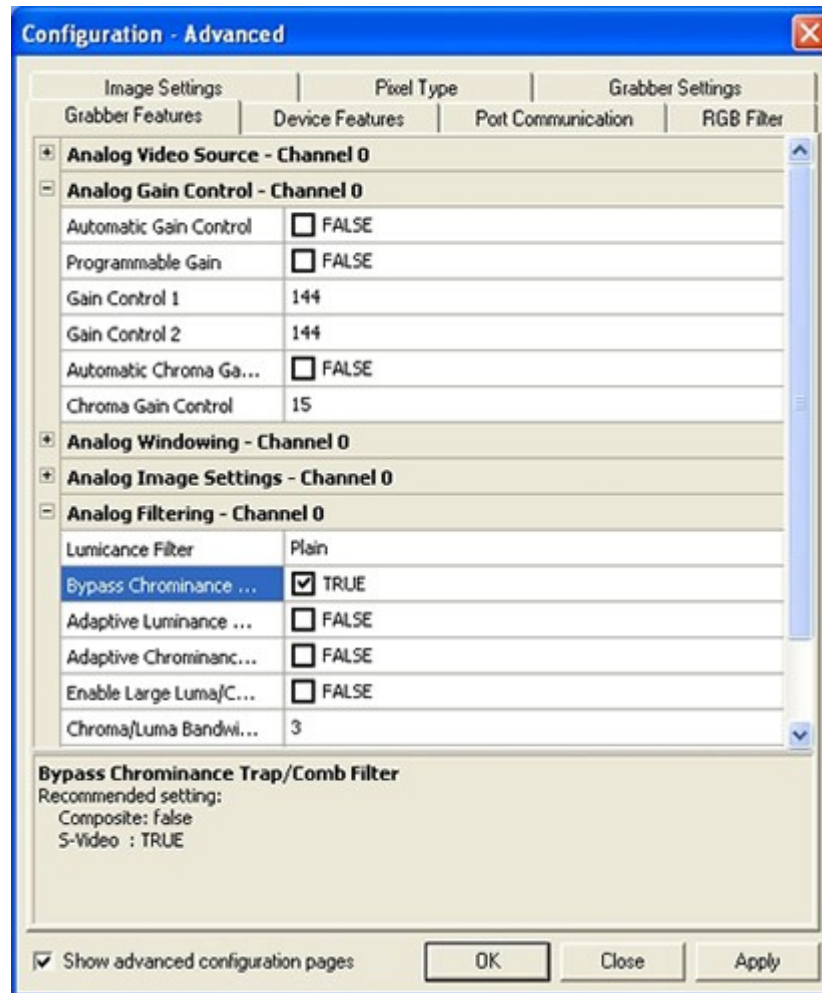 Configuration - Advanced
Image Settings Pixel Type Grabber Settings
Grabber Features Device Features Port Communication RGB Filter
Analog Video Source - Channel 0
Analog Gain Control - Channel 0
Automatic Gain Control FALSE
Programmable Gain FALSE
Gain Control 1 144
Gain Control 2 144
Automatic Chroma Ga... FALSE
Chroma Gain Control 15
Analog Windowing - Channel 0
Analog Image Settings - Channel 0
Analog Filtering - Channel 0
Lumicance Filter Plain
Bypass Chrominance ... TRUE
Adaptive Luminance ... FALSE
Adaptive Chrominanc... FALSE
Enable Large Luma/C... FALSE
Chroma/Luma Bandwi... 3
Bypass Chrominance Trap/Comb Filter
Recommended setting:
Composite: false
S-Video : TRUE
Show advanced configuration pages OK Close Apply